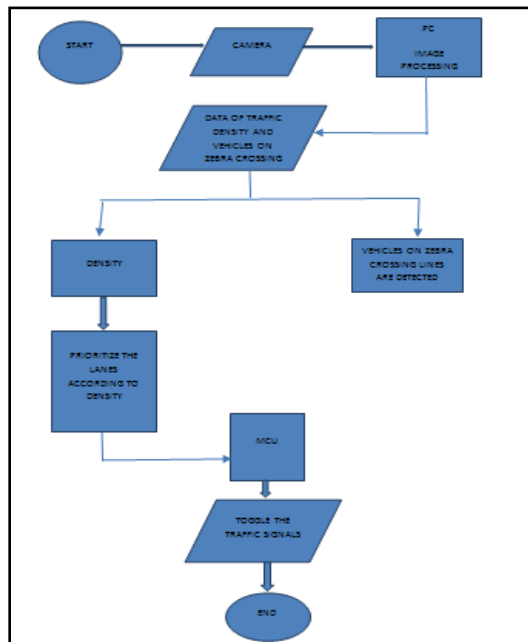 START
CAMERA
PC
IMAGE
PROCESSING
DATA OF TRAFFIC
DENSITY AND
VEHICLES ON
ZEBRA CROSSING
DENSITY
VEHICLES ON ZEBRA
CROSSING LINES
ARE DETECTED
PRIORITIZE THE
LANES
ACCORDING TO
DENSITY
MCU
TOGGLE THE
TRAFFIC SIGNALS
END